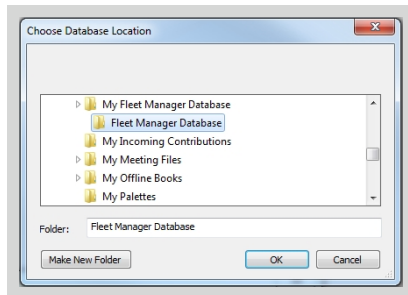 Choose Database Location
My Fleet Manager Database
Fleet Manager Database
My Incoming Contributions
My Meeting Files
My Offline Books
My Palettes
Folder: Fleet Manager Database
Make New Folder OK Cancel